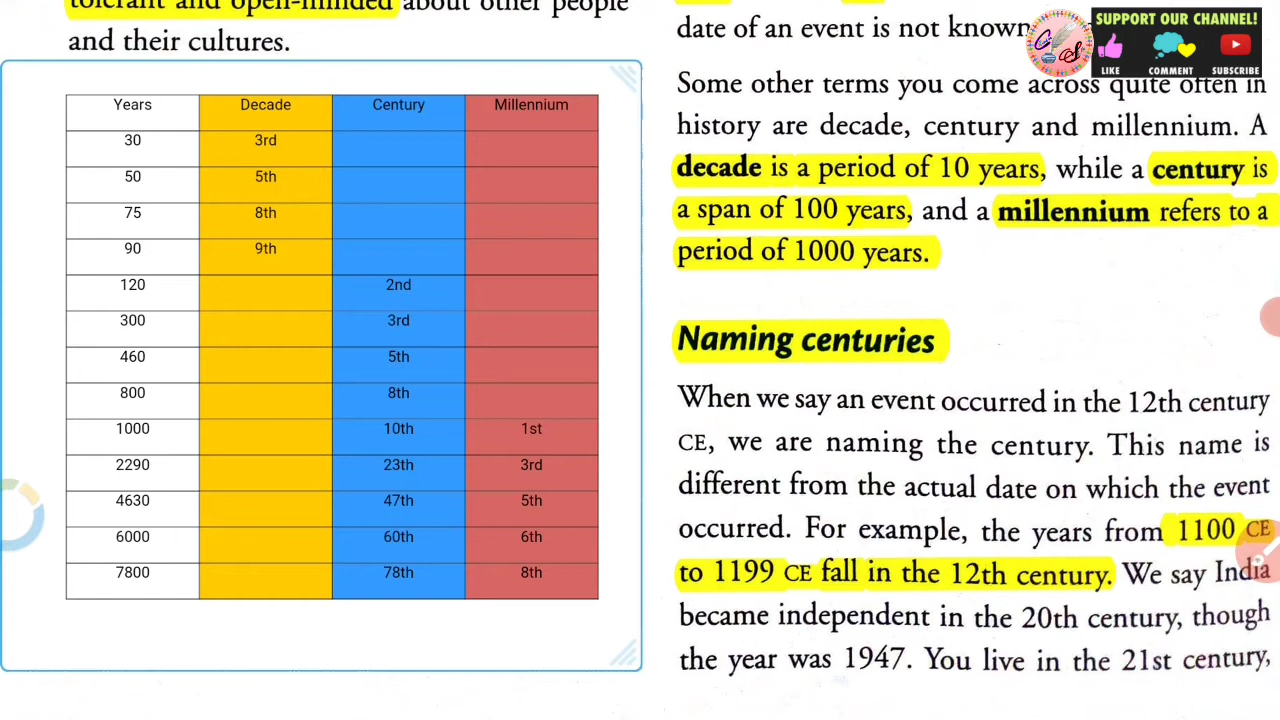 tolerant and open-minded about other people
and their cultures.
Years Decade Century Millennium
30 3rd
50 5th
75 8th
90 9th
120 2nd
300 3rd
460 5th
800 8th
1000 10th 1st
2290 23th 3rd
4630 47th 5th
6000 60th 6th
7800 78th 8th
date of an event is not known
SUPPORT OUR CHANNEL!
LIKE COMMENT SUBSCRIBE
Some other terms you come across quite often in
history are decade, century and millennium. A
decade is a period of 10 years, while a century is
a span of 100 years, and a millennium refers to a
period of 1000 years.
Naming centuries
When we say an event occurred in the 12th century
CE, we are naming the century. This name is
different from the actual date on which the event
occurred. For example, the years from 1100 CE
to 1199 CE fall in the 12th century. We say India
became independent in the 20th century, though
the year was 1947. You live in the 21st century,